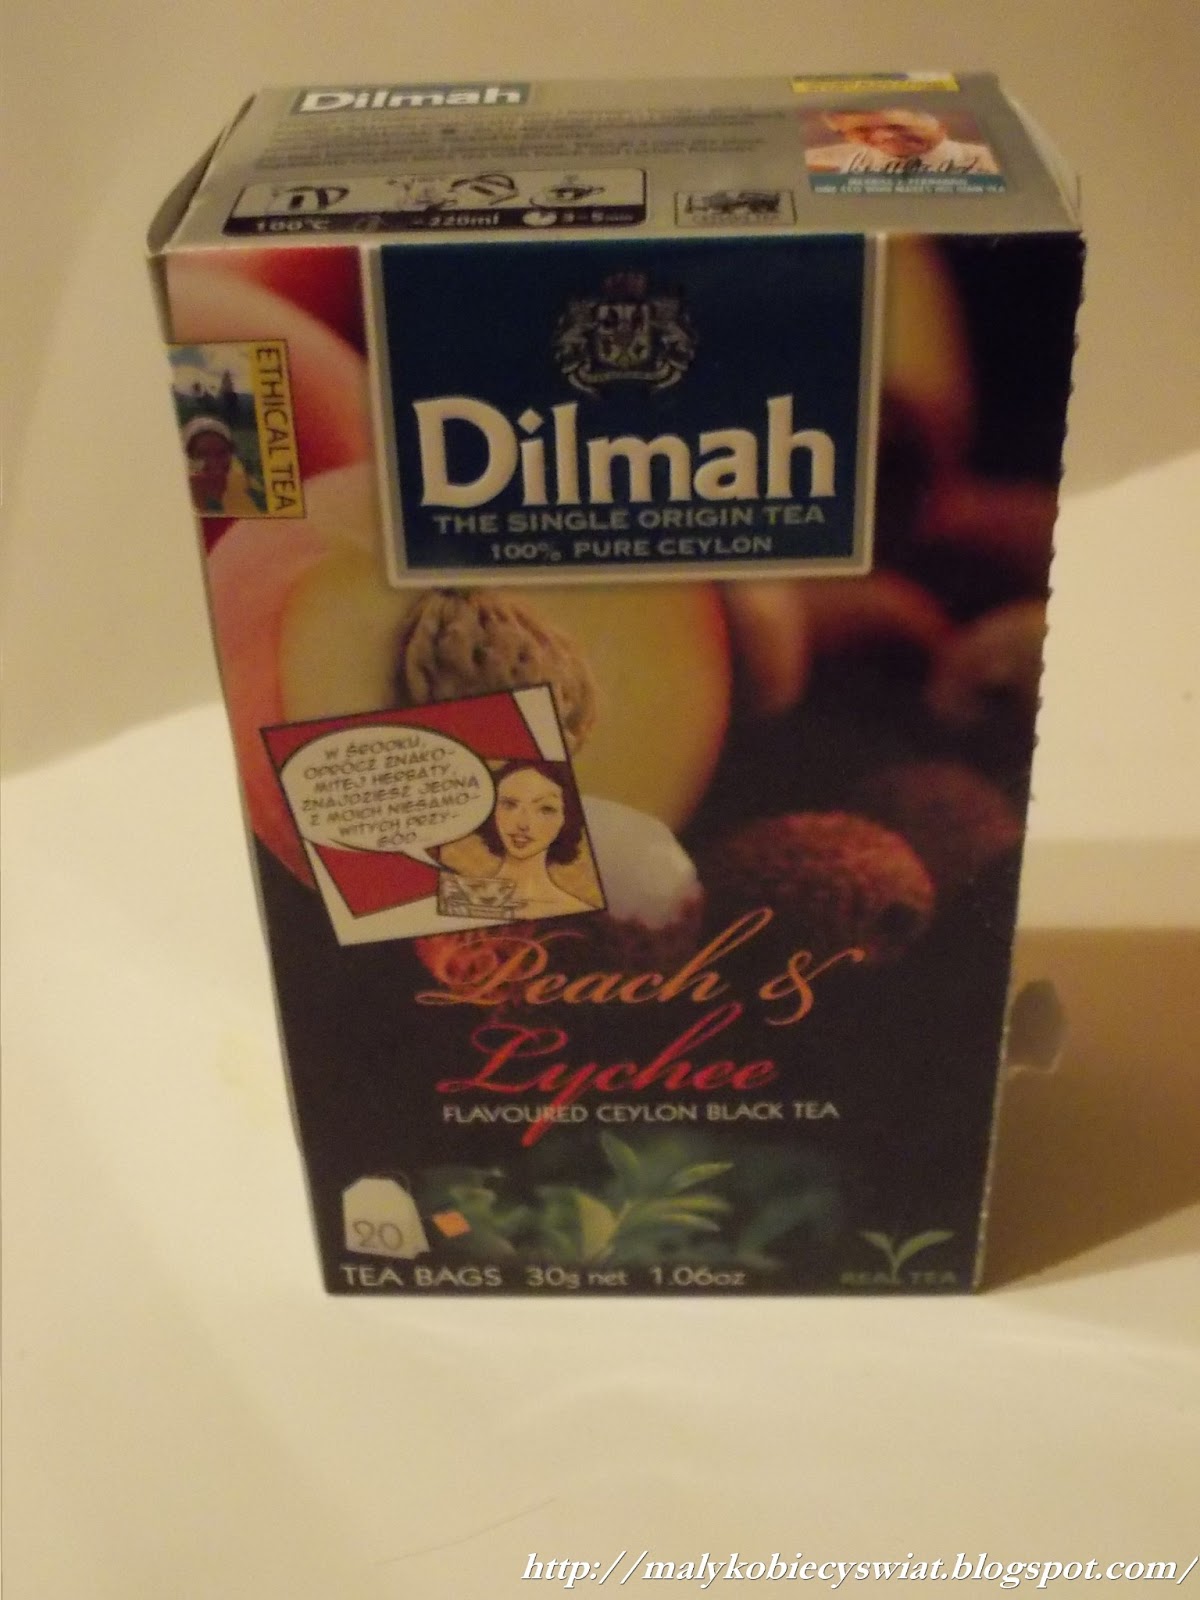 Dilmah
100°C
220ml
3-5min
ETHICAL TEA
Dilmah
THE SINGLE ORIGIN TEA
100% PURE CEYLON
W ŚRODKU,
OPRÓCZ ZNAKO-
MITEJ HERBATY,
ZNAJDZIESZ JEDNĄ
Z MOICH NIESAMO-
WITYCH PRZY-
GÓD...
Peach &
Lychee
FLAVOURED CEYLON BLACK TEA
20
TEA BAGS 30g net 1.06oz
REAL TEA
http://malykobiecyswiat.blogspot.com/